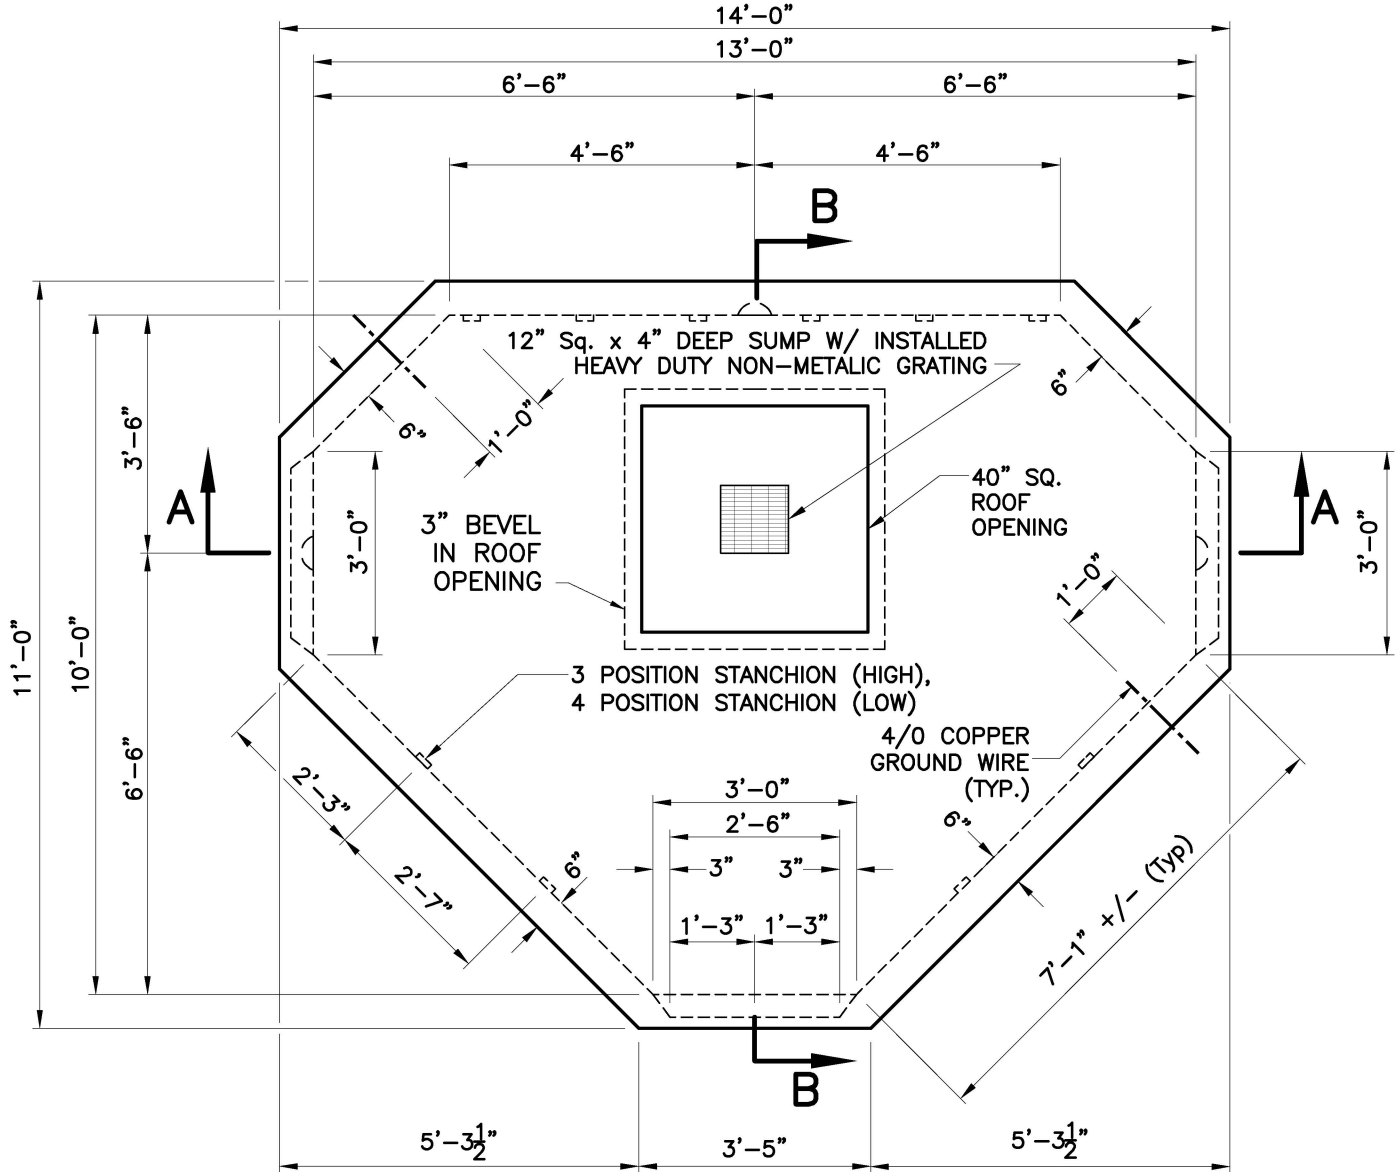 14'-0"
13'-0"
6'-6"
6'-6"
4'-6"
4'-6"
B
12" Sq. x 4" DEEP SUMP W/ INSTALLED
HEAVY DUTY NON-METALIC GRATING
6"
6"
1'-0"
3'-6"
A
A
40" SQ.
ROOF
OPENING
3" BEVEL
IN ROOF
OPENING
3'-0"
3'-0"
1'-0"
11'-0"
10'-0"
3 POSITION STANCHION (HIGH),
4 POSITION STANCHION (LOW)
4/0 COPPER
GROUND WIRE
(TYP.)
6'-6"
2'-3"
3'-0"
2'-6"
6"
6"
3"
3"
2'-7"
1'-3"
1'-3"
7'-1" +/- (Typ)
B
5'-3 1/2"
3'-5"
5'-3 1/2"